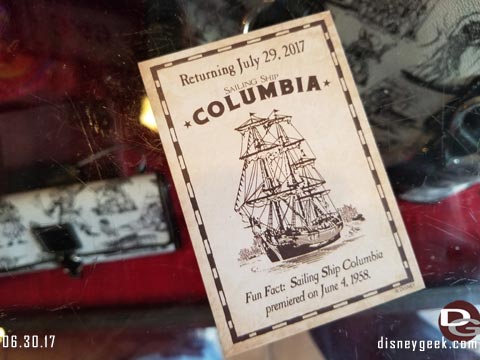 Returning July 29, 2017
SAILING SHIP
COLUMBIA
Fun Fact: Sailing Ship Columbia
premiered on June 4, 1958.
06.30.17
DG
disneygeek.com